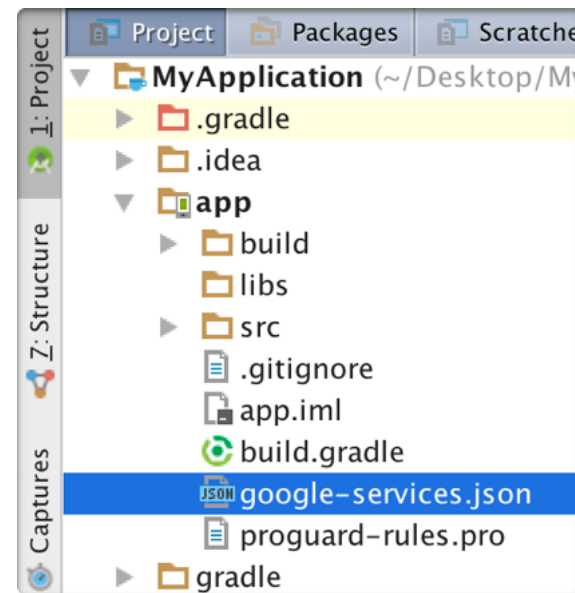 Project Packages Scratche
1: Project
MyApplication (~/Desktop/My
.gradle
.idea
app
build
libs
Z: Structure
src
.gitignore
app.iml
build.gradle
Captures
JSON google-services.json
proguard-rules.pro
gradle